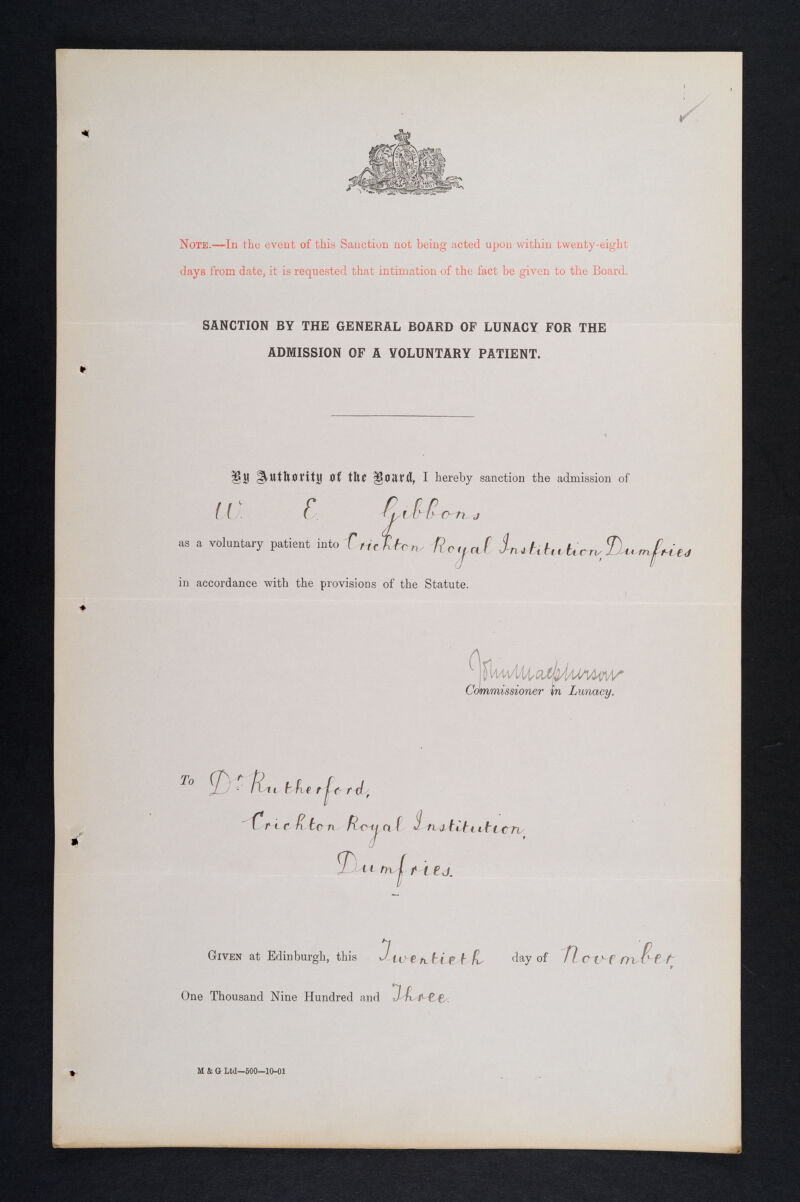 NOTE.—In the event of this Sanction not being acted upon within twenty-eight
days from date, it is requested that intimation of the fact be given to the Board.
SANCTION BY THE GENERAL BOARD OF LUNACY FOR THE
ADMISSION OF A VOLUNTARY PATIENT.
By Authority of the Board, I hereby sanction the admission of
W. E. Gibbons
as a voluntary patient into Crichton Royal Institution, Dumfries
in accordance with the provisions of the Statute.
John Macpherson
Commissioner in Lunacy.
To Dr. Rutherford,
Crichton Royal Institution,
Dumfries.
GIVEN at Edinburgh, this Twentieth day of November,
One Thousand Nine Hundred and Three.
M & G Ltd—500—10-01